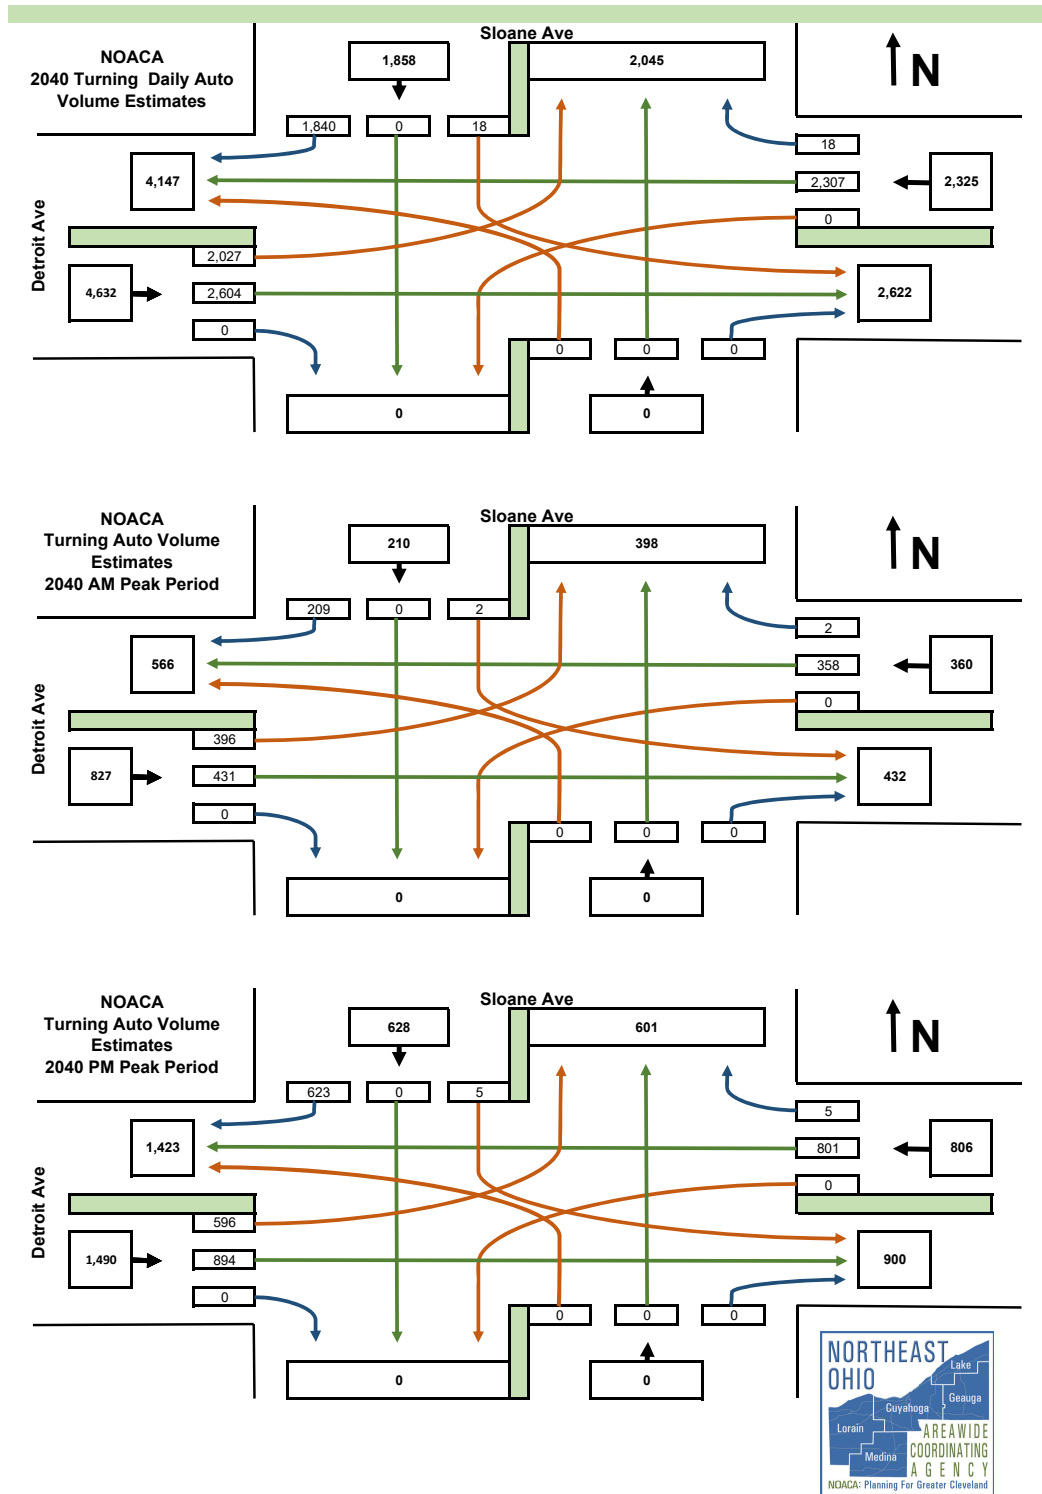 Sloane Ave
NOACA
2040 Turning Daily Auto
Volume Estimates
1,858
2,045
N
1,840
0
18
18
4,147
2,307
2,325
0
Detroit Ave
2,027
4,632
2,604
2,622
0
0
0
0
0
0
Sloane Ave
NOACA
Turning Auto Volume
Estimates
2040 AM Peak Period
210
398
N
209
0
2
2
566
358
360
0
Detroit Ave
396
827
431
432
0
0
0
0
0
0
Sloane Ave
NOACA
Turning Auto Volume
Estimates
2040 PM Peak Period
628
601
N
623
0
5
5
1,423
801
806
0
Detroit Ave
596
1,490
894
900
0
0
0
0
0
0
NORTHEAST
OHIO
Lake
Geauga
Cuyahoga
Lorain
Medina
AREAWIDE
COORDINATING
AGENCY
NOACA: Planning For Greater Cleveland